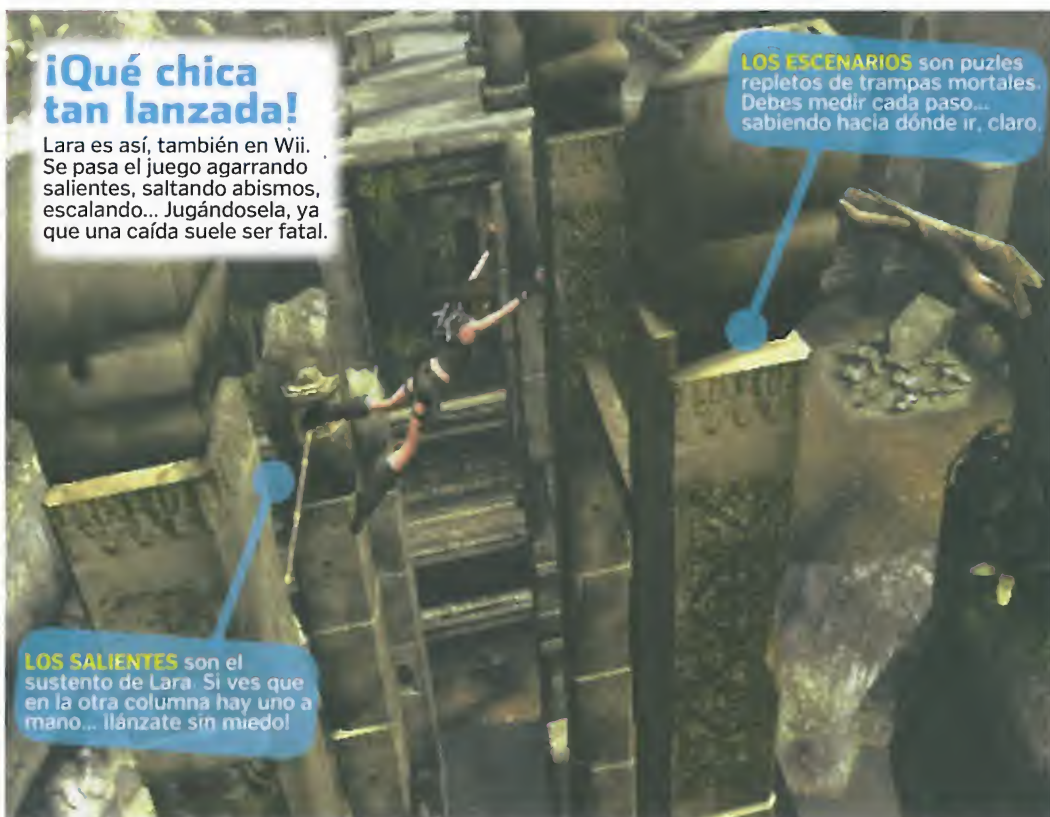 ¡Qué chica
tan lanzada!
Lara es así, también en Wii.
Se pasa el juego agarrando
salientes, saltando abismos,
escalando... Jugándosela, ya
que una caída suele ser fatal.
LOS ESCENARIOS son puzles
repletos de trampas mortales.
Debes medir cada paso...
sabiendo hacia dónde ir, claro.
LOS SALIENTES son el
sustento de Lara. Si ves que
en la otra columna hay uno a
mano... ¡lánzate sin miedo!